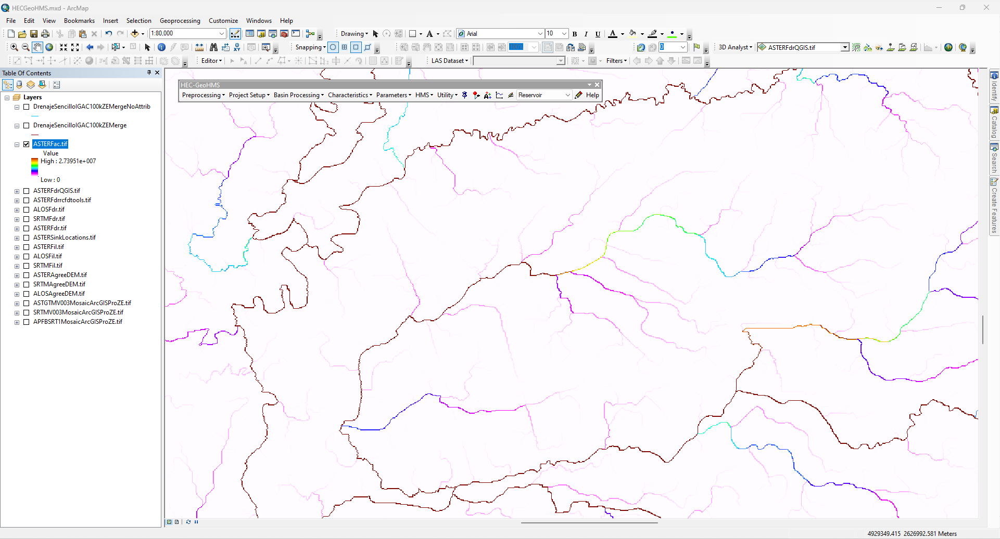 HECGeoHMS.mxd - ArcMap
File Edit View Bookmarks Insert Selection Geoprocessing Customize Windows Help
1:80,000 Drawing Arial 10 B I U A
Snapping 100% 0 3D Analyst ASTERFdrQGIS.tif
Editor LAS Dataset Filters
Table Of Contents
Layers
DrenajeSencilloIGAC100kZEMergeNoAttrib
DrenajeSencilloIGAC100kZEMerge
ASTERFac.tif
Value
High : 2.73951e+007
Low : 0
ASTERFdrQGIS.tif
ASTERFdrrcfdtools.tif
ALOSFdr.tif
SRTMFdr.tif
ASTERFdr.tif
ASTERSinkLocations.tif
ASTERFil.tif
ALOSFil.tif
SRTMFil.tif
ASTERAgreeDEM.tif
SRTMAgreeDEM.tif
ALOSAgreeDEM.tif
ASTGTMV003MosaicArcGISProZE.tif
SRTMV003MosaicArcGISProZE.tif
APFBSRT1MosaicArcGISProZE.tif
HEC-GeoHMS
Preprocessing Project Setup Basin Processing Characteristics Parameters HMS Utility Reservoir Help
Identify
Catalog
Search
Create Features
4929349.415 2626992.581 Meters